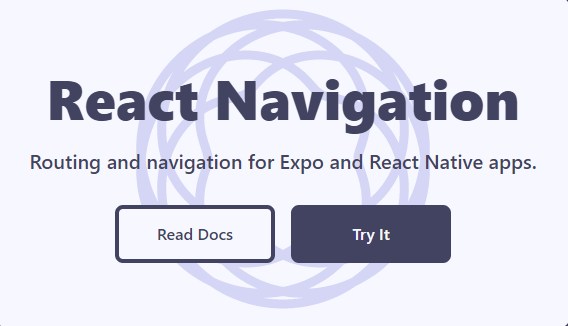 React Navigation
Routing and navigation for Expo and React Native apps.
Read Docs
Try It